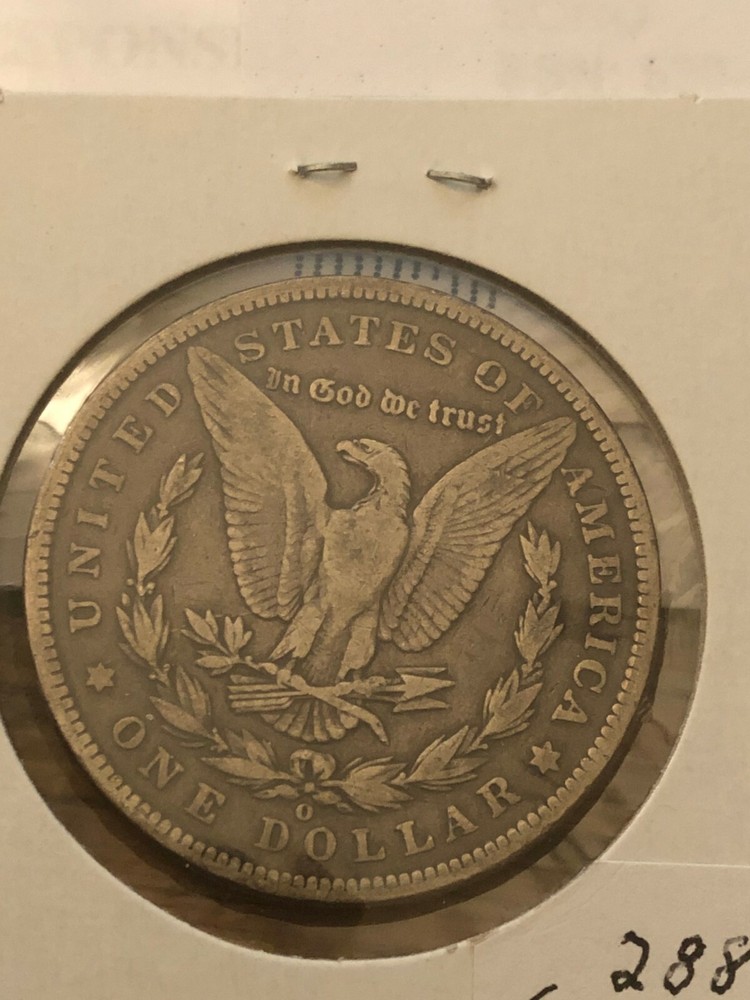 UNITED STATES OF AMERICA
In God We trust
O
ONE DOLLAR
288